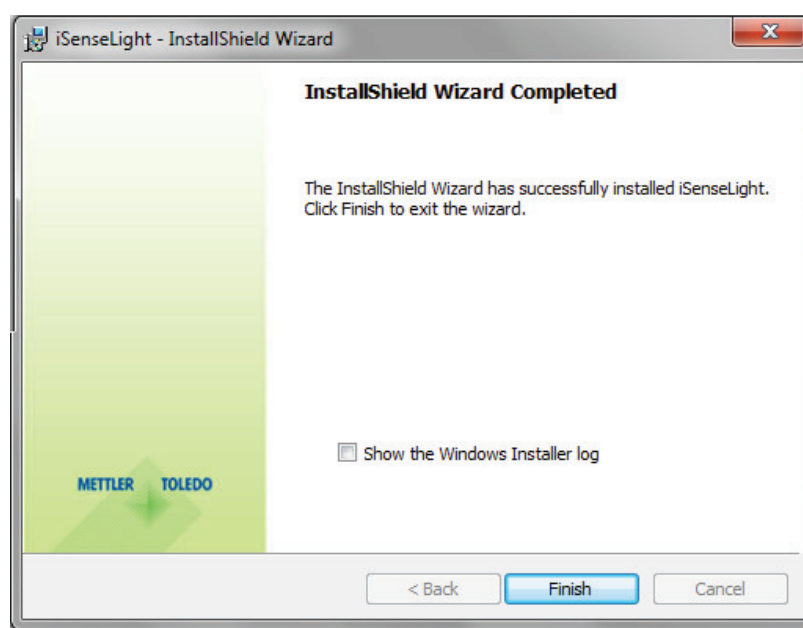 iSenseLight - InstallShield Wizard
InstallShield Wizard Completed
The InstallShield Wizard has successfully installed iSenseLight.
Click Finish to exit the wizard.
Show the Windows Installer log
METTLER TOLEDO
< Back Finish Cancel